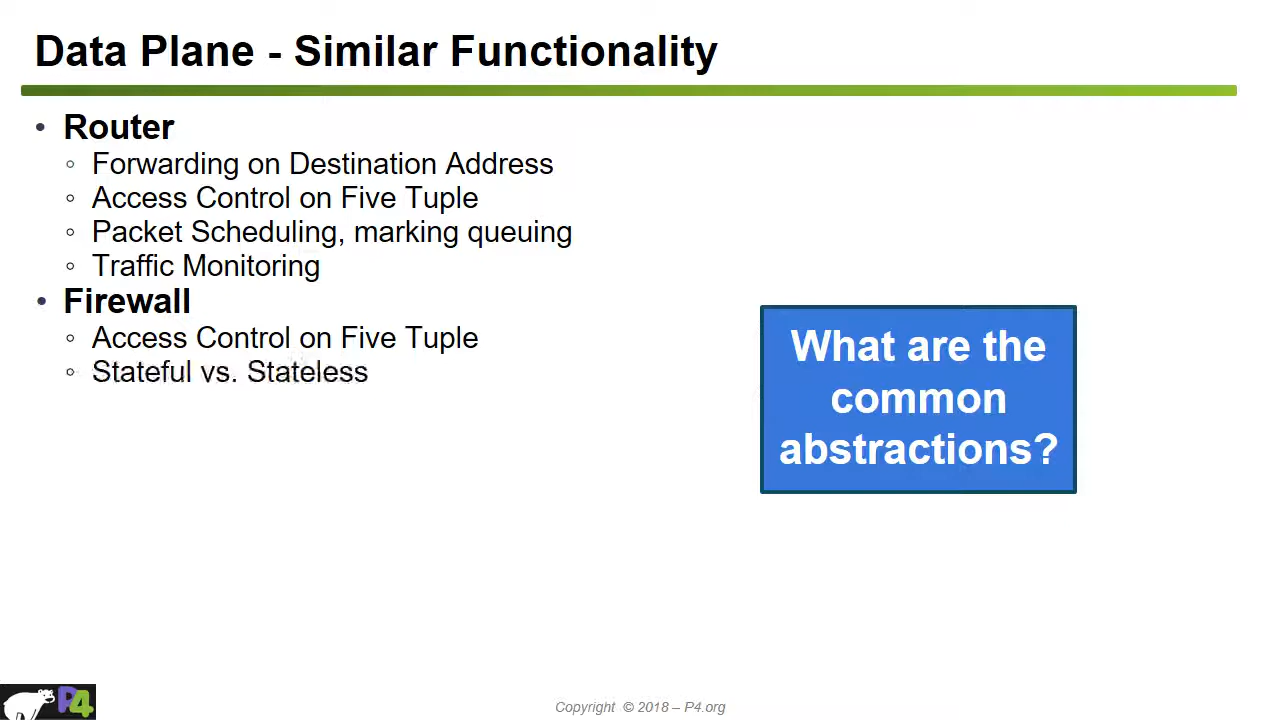 Data Plane - Similar Functionality
• Router
◦ Forwarding on Destination Address
◦ Access Control on Five Tuple
◦ Packet Scheduling, marking queuing
◦ Traffic Monitoring
• Firewall
◦ Access Control on Five Tuple
◦ Stateful vs. Stateless
What are the
common
abstractions?
P4
Copyright © 2018 – P4.org